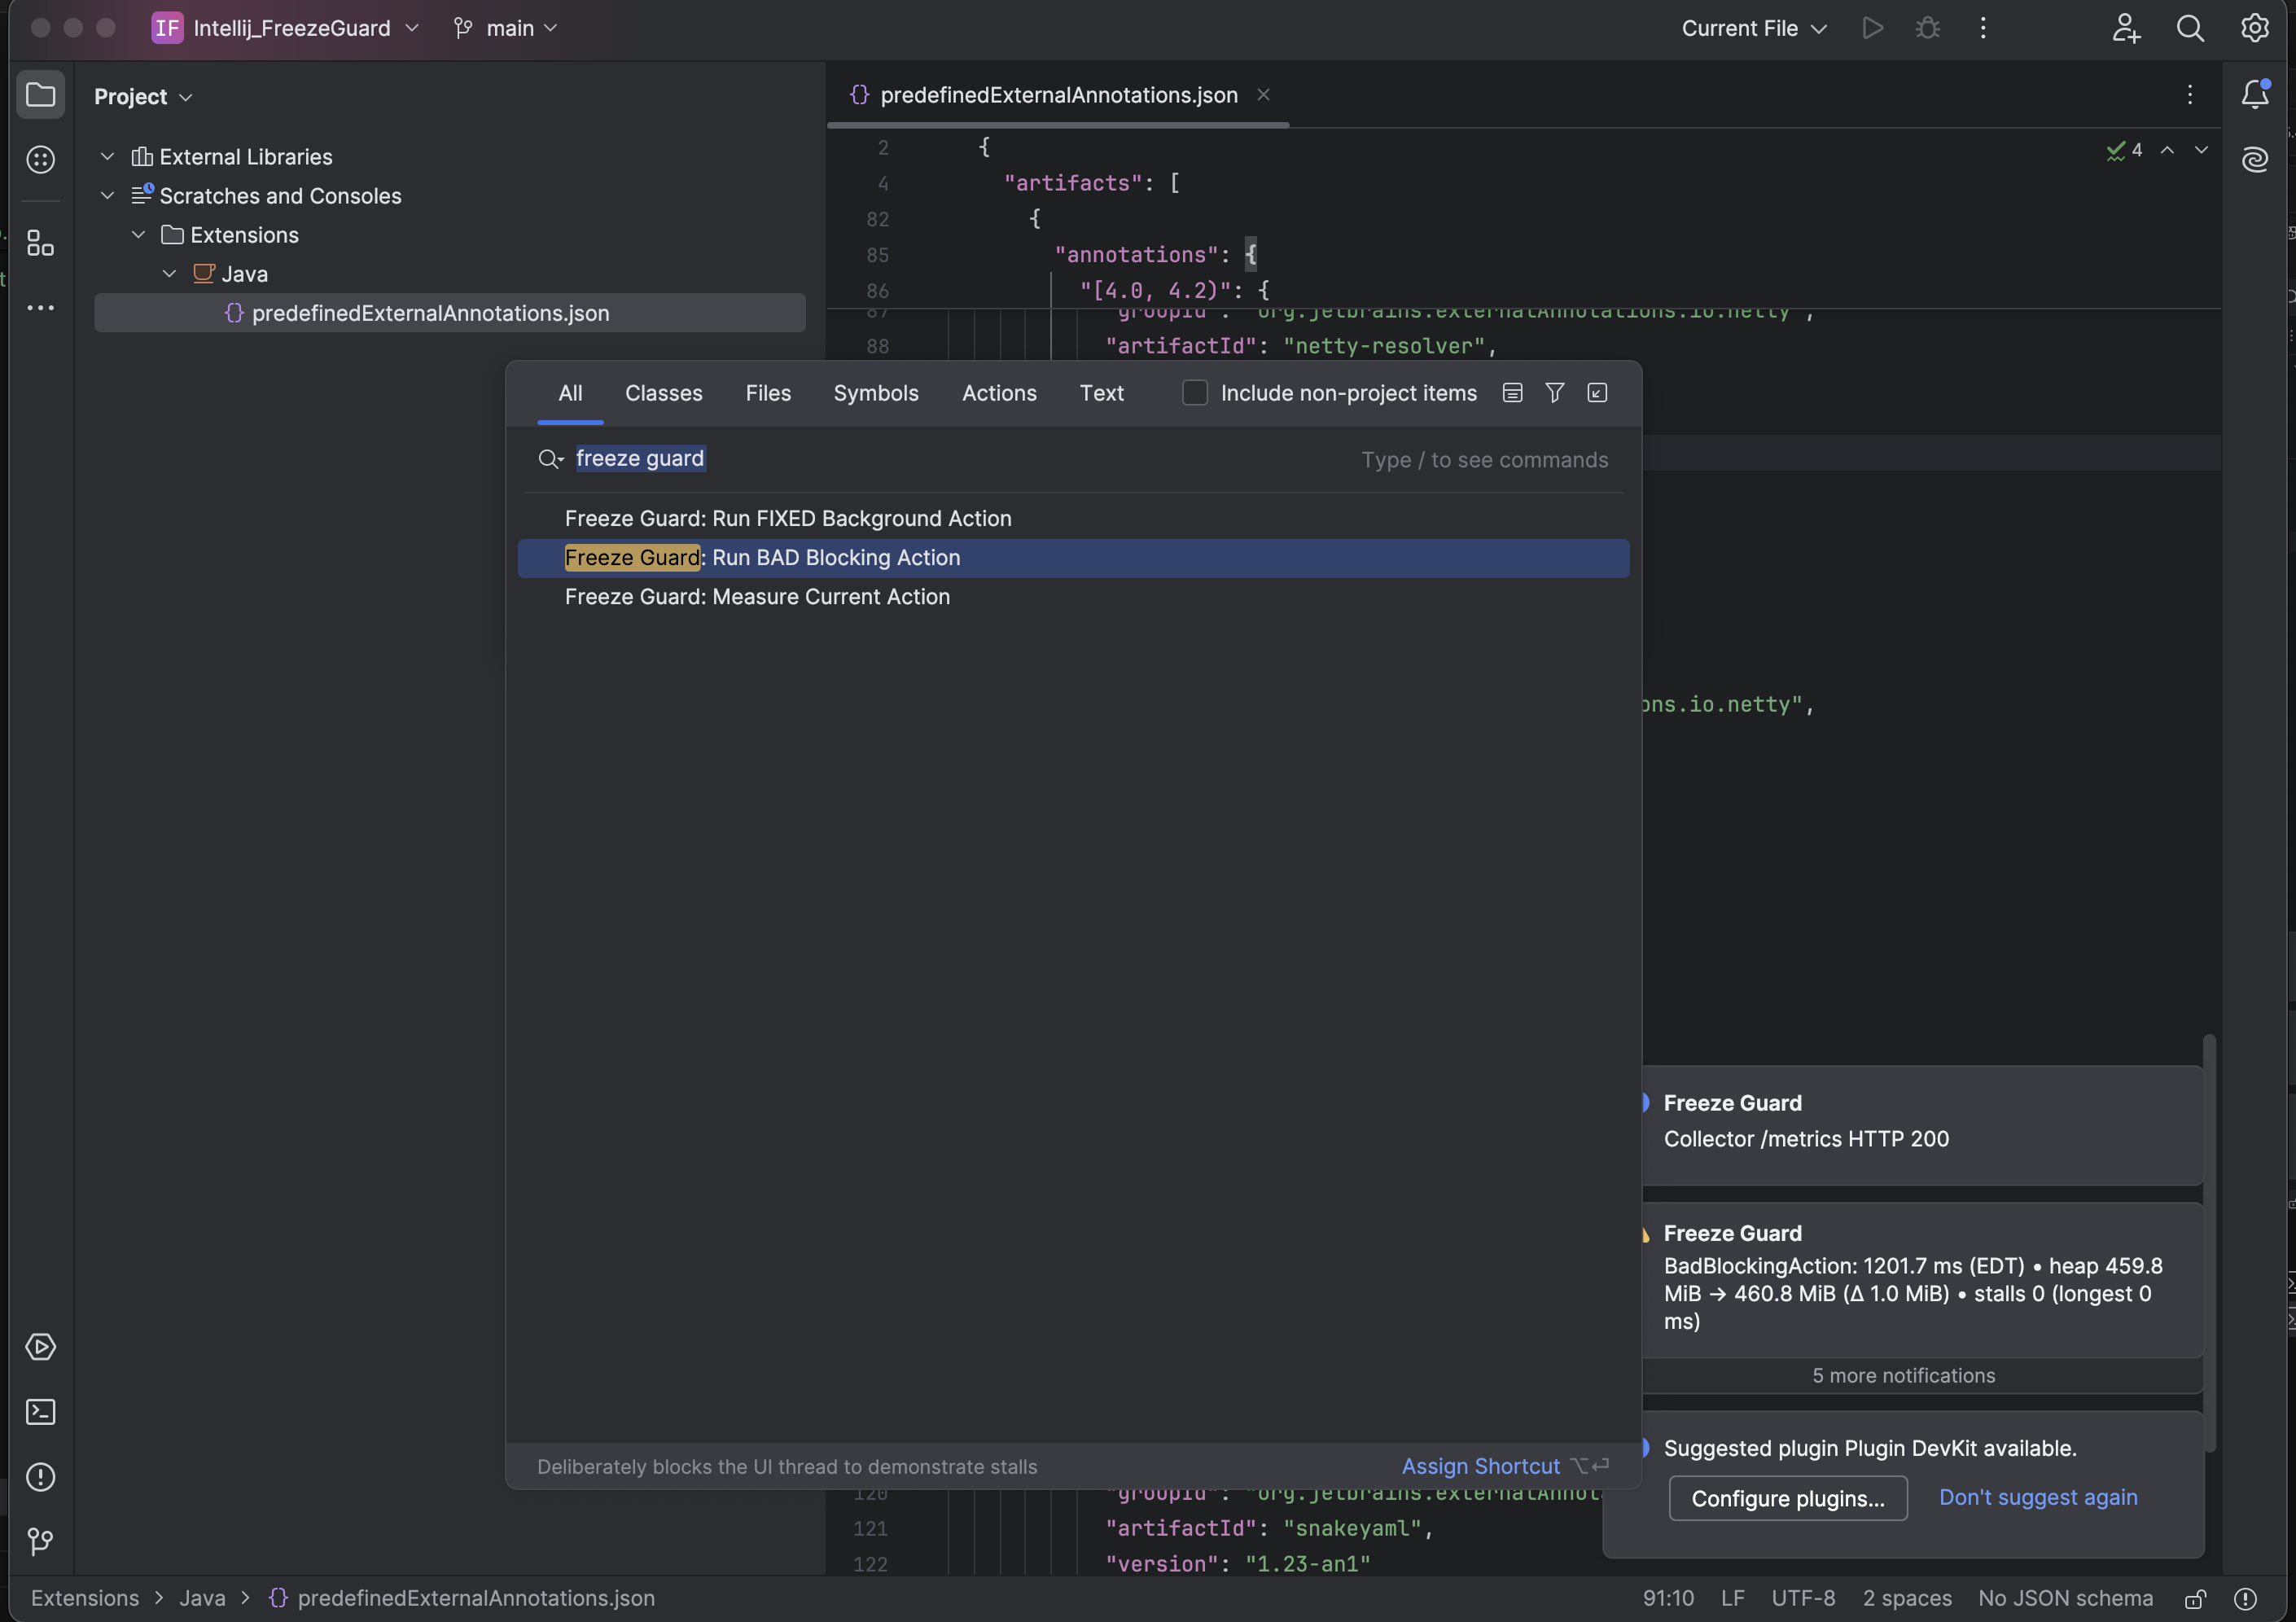 IF Intellij_FreezeGuard main Current File
Project
External Libraries
Scratches and Consoles
Extensions
Java
predefinedExternalAnnotations.json
predefinedExternalAnnotations.json
4
2 {
4 "artifacts": [
82 {
85 "annotations": {
86 "[4.0, 4.2)": {
87 "groupId": "org.jetbrains.externalAnnotations.io.netty",
88 "artifactId": "netty-resolver",
All Classes Files Symbols Actions Text Include non-project items
freeze guard Type / to see commands
Freeze Guard: Run FIXED Background Action
Freeze Guard: Run BAD Blocking Action
Freeze Guard: Measure Current Action
ons.io.netty",
Freeze Guard
Collector /metrics HTTP 200
Freeze Guard
BadBlockingAction: 1201.7 ms (EDT) • heap 459.8
MiB → 460.8 MiB (Δ 1.0 MiB) • stalls 0 (longest 0
ms)
5 more notifications
Suggested plugin Plugin DevKit available.
Configure plugins... Don't suggest again
Deliberately blocks the UI thread to demonstrate stalls Assign Shortcut ⌥↵
120 "groupId": "org.jetbrains.externalAnnot
121 "artifactId": "snakeyaml",
122 "version": "1.23-an1"
Extensions > Java > predefinedExternalAnnotations.json 91:10 LF UTF-8 2 spaces No JSON schema